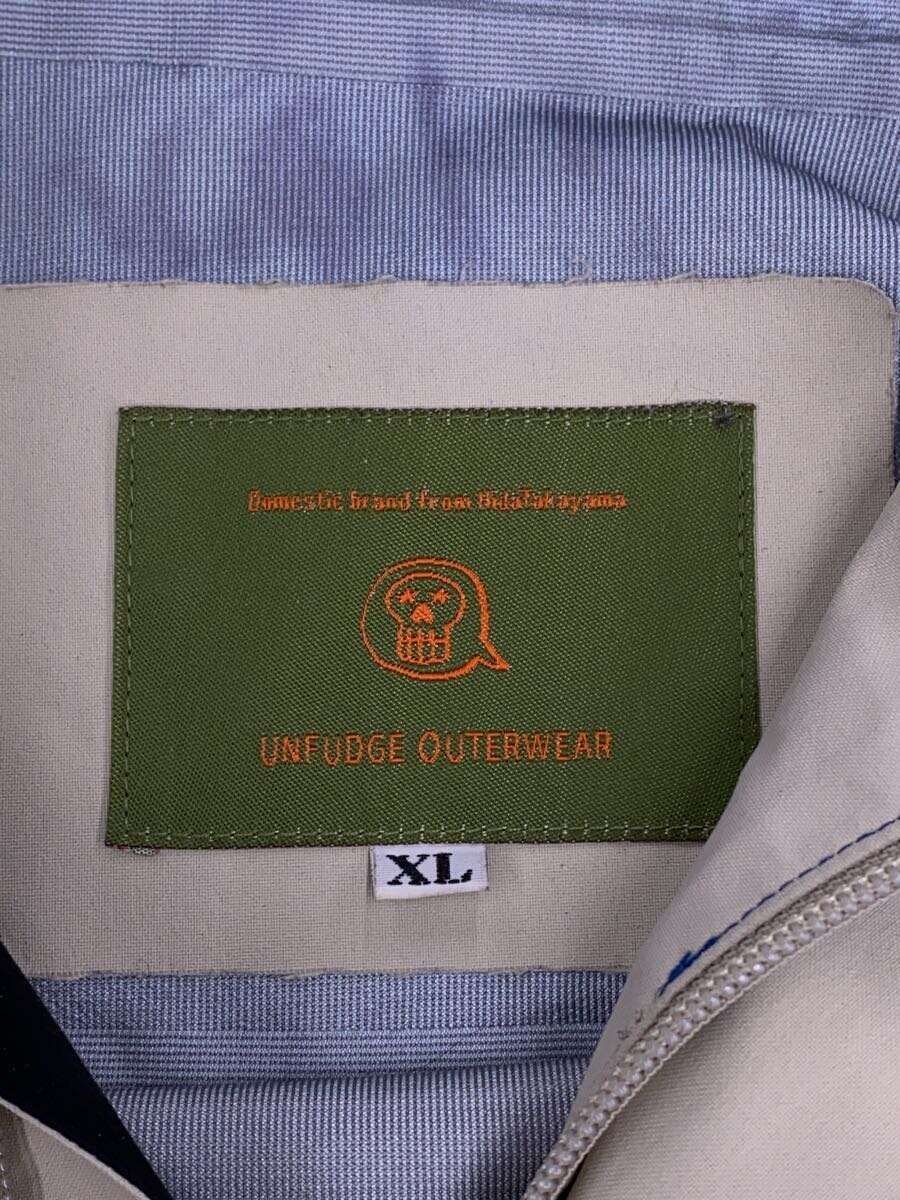 Domestic brand from HidaTakayama
UNFUDGE OUTERWEAR
XL